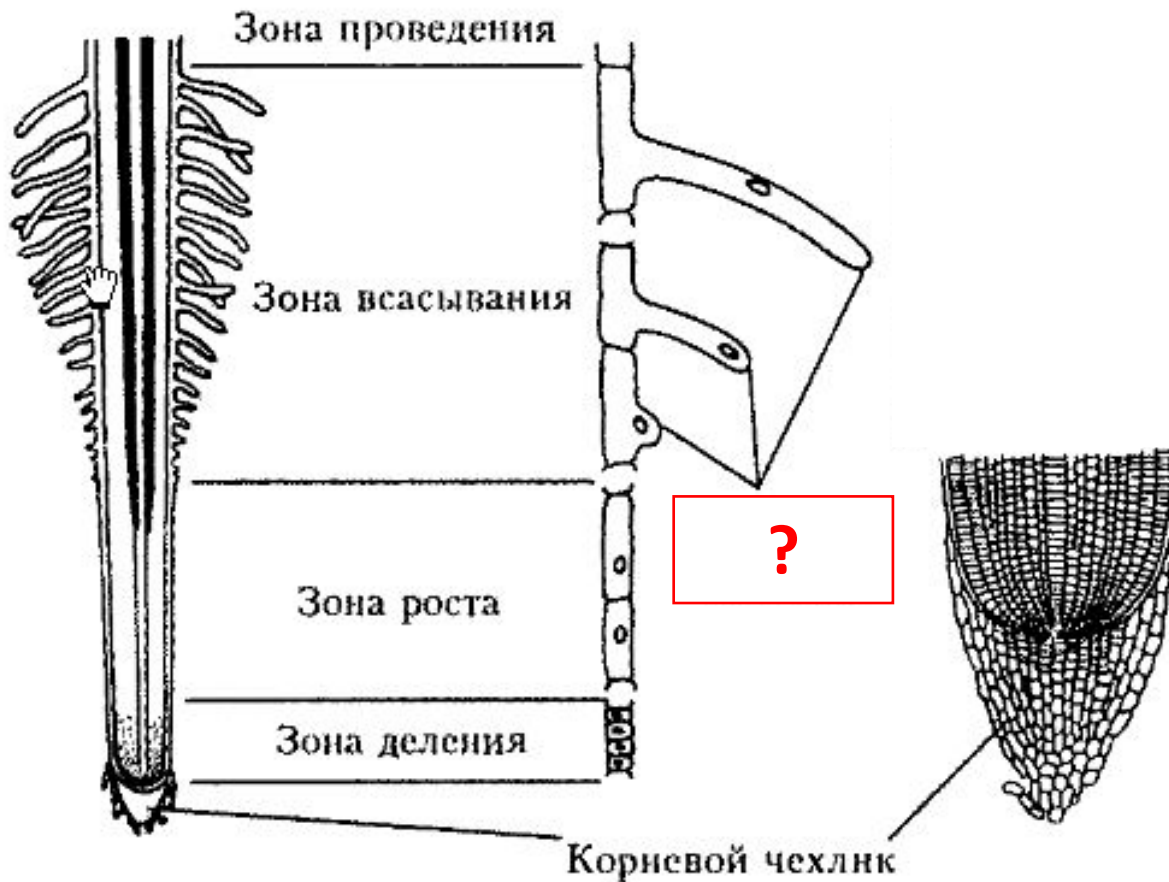 Зона проведения
Зона всасывания
?
Зона роста
Зона деления
Корневой чехлик